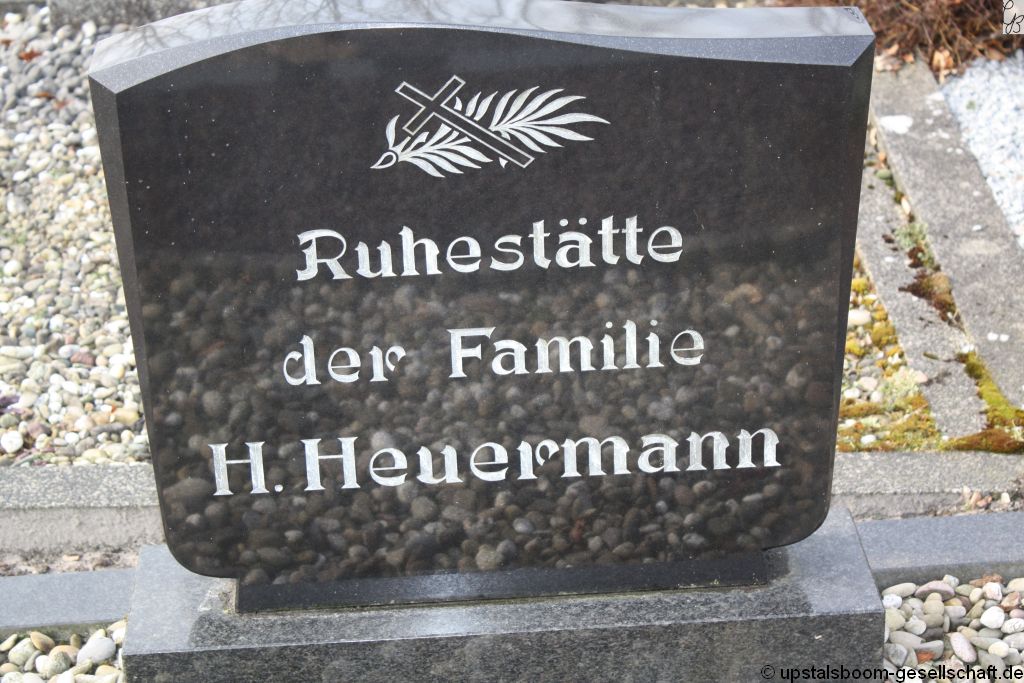 Ruhestätte
der Familie
H. Heuermann
© upstalsboom-gesellschaft.de